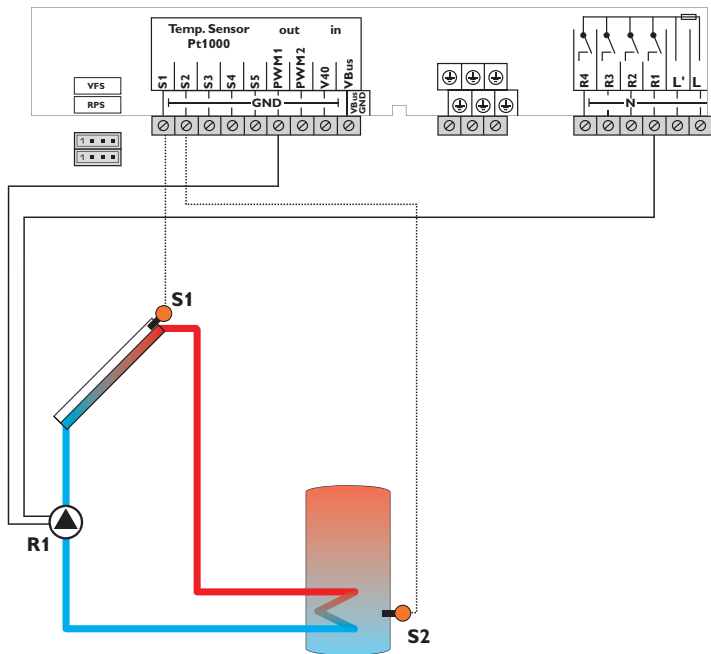 Temp. Sensor out in
Pt1000
S1 S2 S3 S4 S5 PWM1 PWM2 V40 VBus
GND
VBus
GND
VFS
RPS
1
1
R4 R3 R2 R1 L' L
N
S1
R1
S2